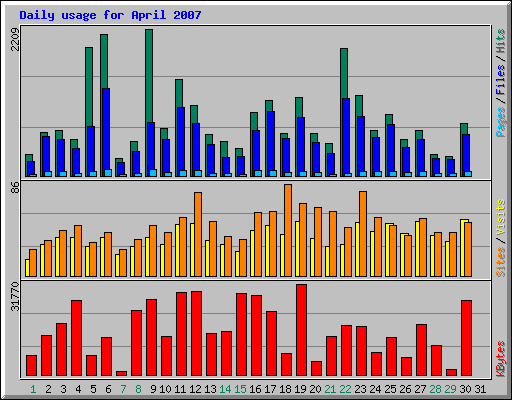 Daily usage for April 2007
2209
Pages / Files / Hits
86
Sites / Visits
31770
KBytes
1 2 3 4 5 6 7 8 9 10 11 12 13 14 15 16 17 18 19 20 21 22 23 24 25 26 27 28 29 30 31